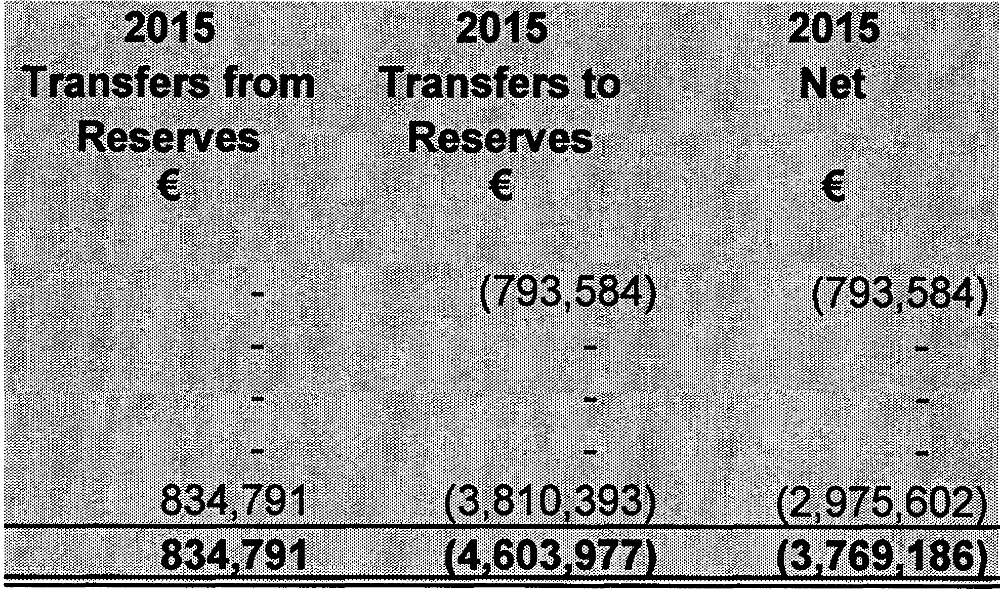 2015 2015 2015
Transfers from Transfers to Net
Reserves Reserves
€ € €
- (793,584) (793,584)
- - -
- - -
- - -
834,791 (3,810,393) (2,975,602)
834,791 (4,603,977) (3,769,186)